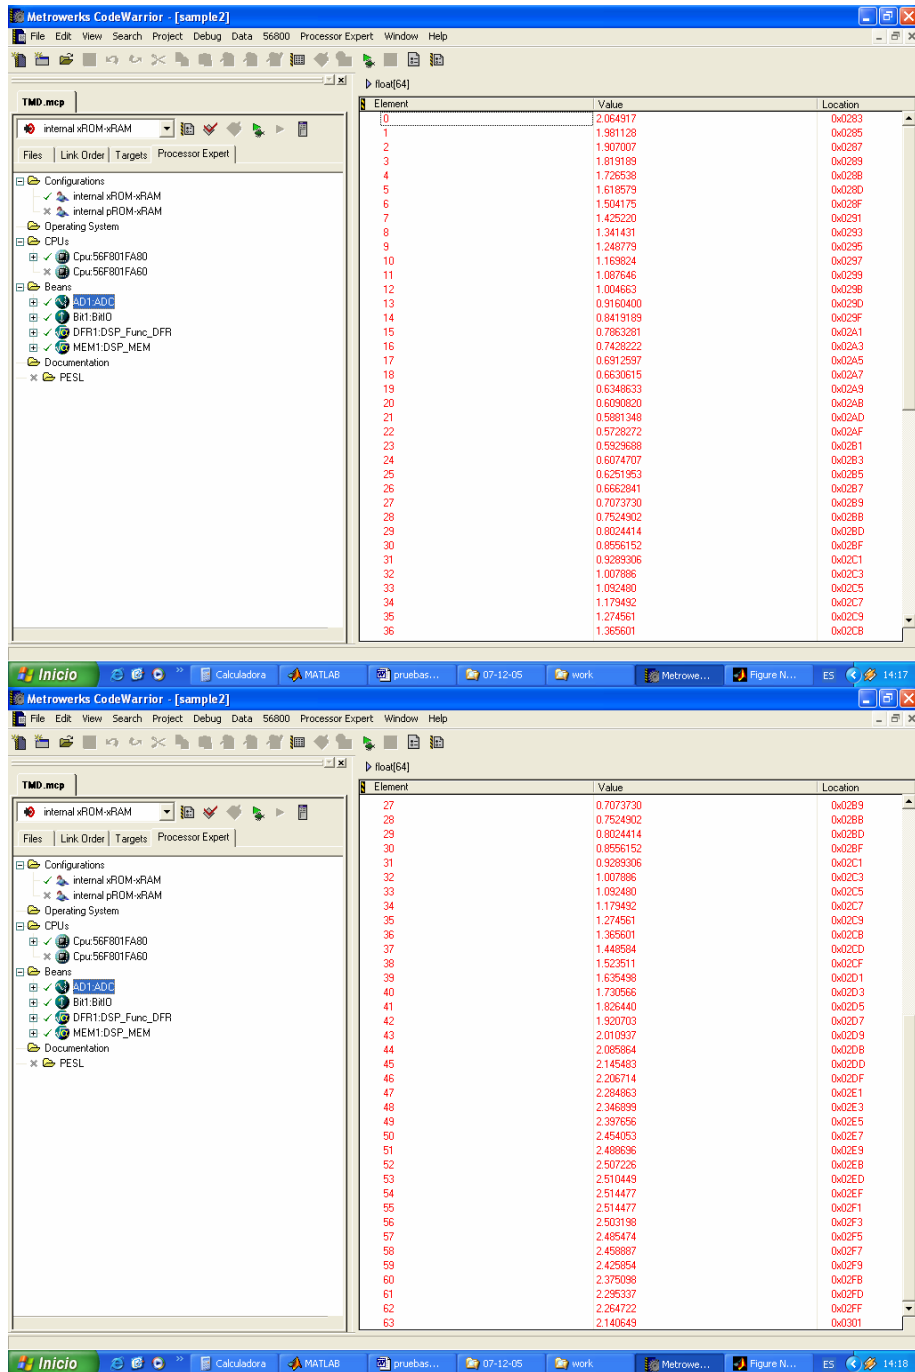 Metrowerks CodeWarrior - [sample2]
File Edit View Search Project Debug Data 56800 Processor Expert Window Help
float[64]
TMD.mcp
internal xROM-xRAM
Files Link Order Targets Processor Expert
Configurations
internal xROM-xRAM
internal pROM-xRAM
Operating System
CPUs
Cpu:56F801FA80
Cpu:56F801FA60
Beans
AD1:ADC
Bit1:BitIO
DFR1:DSP_Func_DFR
MEM1:DSP_MEM
Documentation
PESL
Element Value Location
0 2.064917 0x0283
1 1.981128 0x0285
2 1.907007 0x0287
3 1.819189 0x0289
4 1.726538 0x028B
5 1.618579 0x028D
6 1.504175 0x028F
7 1.425220 0x0291
8 1.341431 0x0293
9 1.248779 0x0295
10 1.169824 0x0297
11 1.087646 0x0299
12 1.004663 0x029B
13 0.9160400 0x029D
14 0.8419189 0x029F
15 0.7863281 0x02A1
16 0.7428222 0x02A3
17 0.6912597 0x02A5
18 0.6630615 0x02A7
19 0.6348633 0x02A9
20 0.6090820 0x02AB
21 0.5881348 0x02AD
22 0.5728272 0x02AF
23 0.5929688 0x02B1
24 0.6074707 0x02B3
25 0.6251953 0x02B5
26 0.6662841 0x02B7
27 0.7073730 0x02B9
28 0.7524902 0x02BB
29 0.8024414 0x02BD
30 0.8556152 0x02BF
31 0.9289306 0x02C1
32 1.007886 0x02C3
33 1.092480 0x02C5
34 1.179492 0x02C7
35 1.274561 0x02C9
36 1.365601 0x02CB
Inicio Calculadora MATLAB pruebas... 07-12-05 work Metrowe... Figure N... ES 14:17
Metrowerks CodeWarrior - [sample2]
File Edit View Search Project Debug Data 56800 Processor Expert Window Help
float[64]
TMD.mcp
internal xROM-xRAM
Files Link Order Targets Processor Expert
Configurations
internal xROM-xRAM
internal pROM-xRAM
Operating System
CPUs
Cpu:56F801FA80
Cpu:56F801FA60
Beans
AD1:ADC
Bit1:BitIO
DFR1:DSP_Func_DFR
MEM1:DSP_MEM
Documentation
PESL
Element Value Location
27 0.7073730 0x02B9
28 0.7524902 0x02BB
29 0.8024414 0x02BD
30 0.8556152 0x02BF
31 0.9289306 0x02C1
32 1.007886 0x02C3
33 1.092480 0x02C5
34 1.179492 0x02C7
35 1.274561 0x02C9
36 1.365601 0x02CB
37 1.448584 0x02CD
38 1.523511 0x02CF
39 1.635498 0x02D1
40 1.730566 0x02D3
41 1.826440 0x02D5
42 1.920703 0x02D7
43 2.010937 0x02D9
44 2.085864 0x02DB
45 2.145483 0x02DD
46 2.206714 0x02DF
47 2.284863 0x02E1
48 2.346899 0x02E3
49 2.397656 0x02E5
50 2.454053 0x02E7
51 2.488696 0x02E9
52 2.507226 0x02EB
53 2.510449 0x02ED
54 2.514477 0x02EF
55 2.514477 0x02F1
56 2.503198 0x02F3
57 2.485474 0x02F5
58 2.458887 0x02F7
59 2.425854 0x02F9
60 2.375098 0x02FB
61 2.295337 0x02FD
62 2.264722 0x02FF
63 2.140649 0x0301
Inicio Calculadora MATLAB pruebas... 07-12-05 work Metrowe... Figure N... ES 14:18